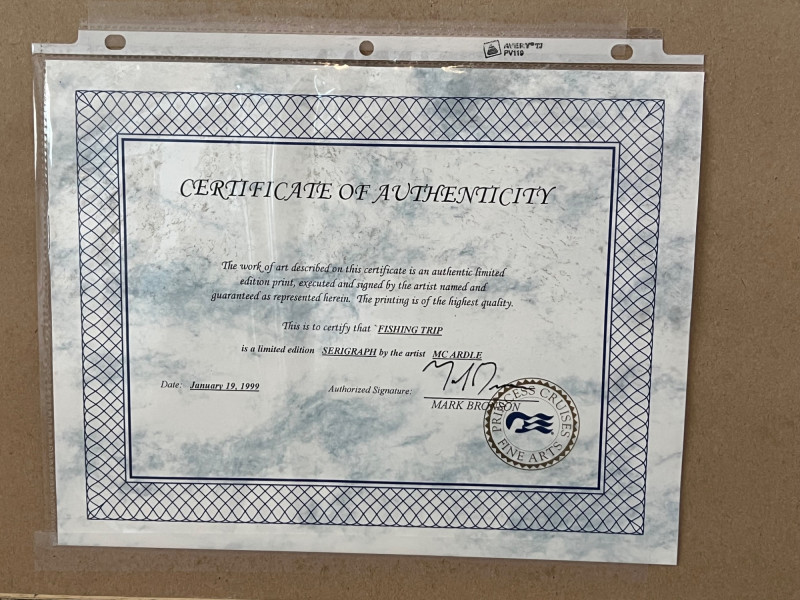 AVERY® TJ
PV119
CERTIFICATE OF AUTHENTICITY
The work of art described on this certificate is an authentic limited
edition print, executed and signed by the artist named and
guaranteed as represented herein. The printing is of the highest quality.
This is to certify that `FISHING TRIP
is a limited edition `SERIGRAPH by the artist MC ARDLE
Date: January 19, 1999
Authorized Signature:
MARK BRONSON
PRINCESS CRUISES
FINE ARTS